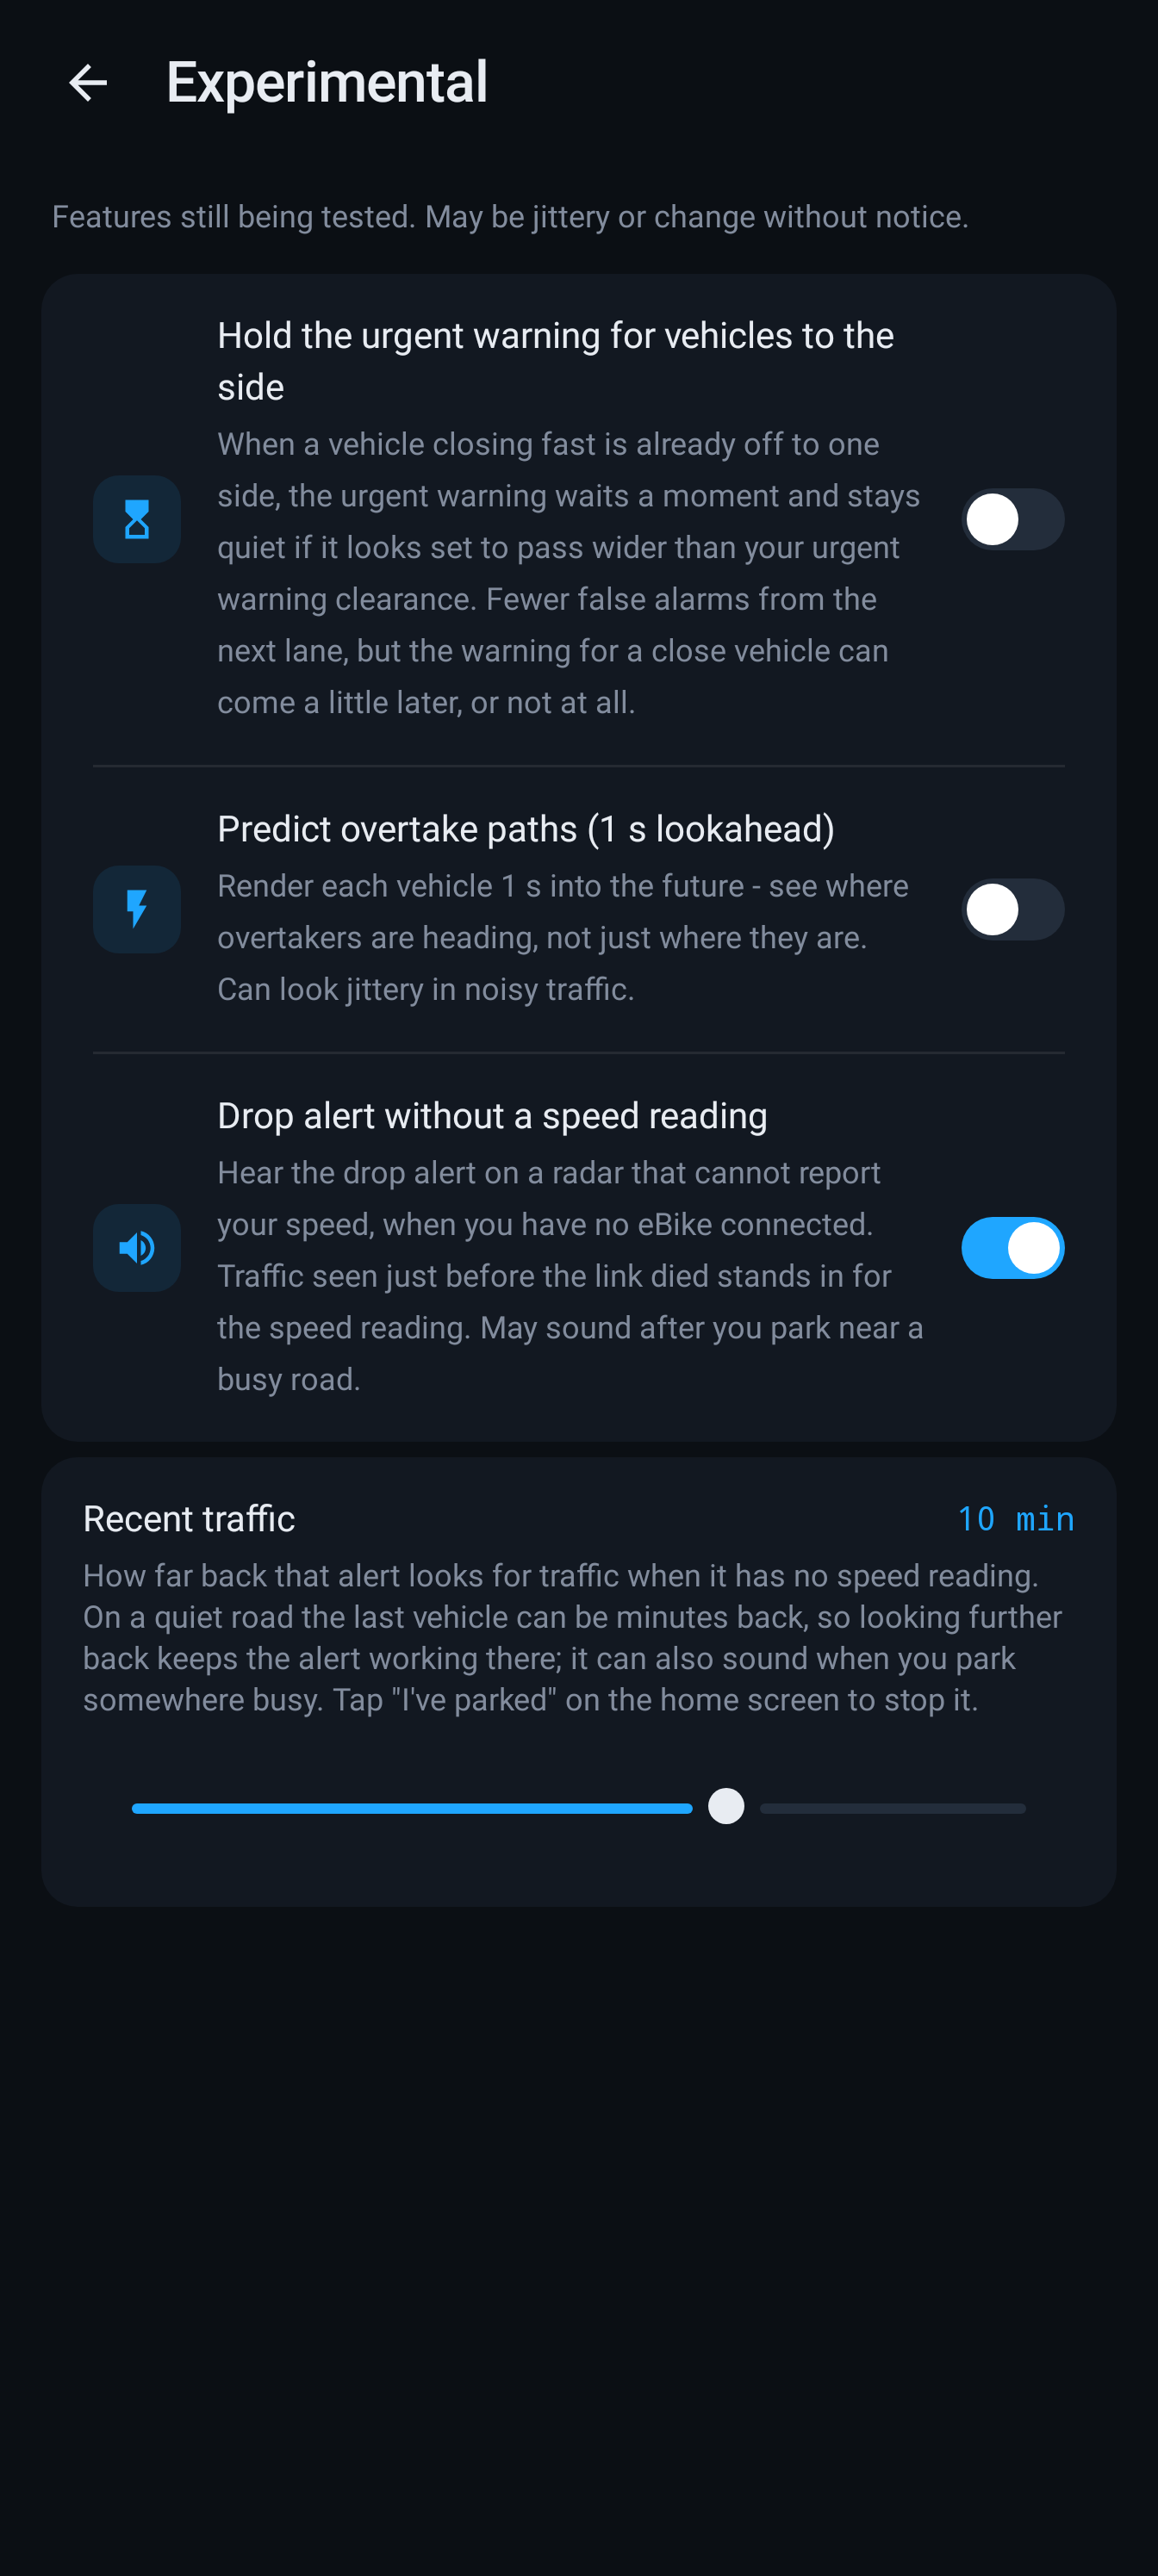 Experimental
Features still being tested. May be jittery or change without notice.
Hold the urgent warning for vehicles to the
side
When a vehicle closing fast is already off to one
side, the urgent warning waits a moment and stays
quiet if it looks set to pass wider than your urgent
warning clearance. Fewer false alarms from the
next lane, but the warning for a close vehicle can
come a little later, or not at all.
Predict overtake paths (1 s lookahead)
Render each vehicle 1 s into the future - see where
overtakers are heading, not just where they are.
Can look jittery in noisy traffic.
Drop alert without a speed reading
Hear the drop alert on a radar that cannot report
your speed, when you have no eBike connected.
Traffic seen just before the link died stands in for
the speed reading. May sound after you park near a
busy road.
Recent traffic
10 min
How far back that alert looks for traffic when it has no speed reading.
On a quiet road the last vehicle can be minutes back, so looking further
back keeps the alert working there; it can also sound when you park
somewhere busy. Tap "I've parked" on the home screen to stop it.